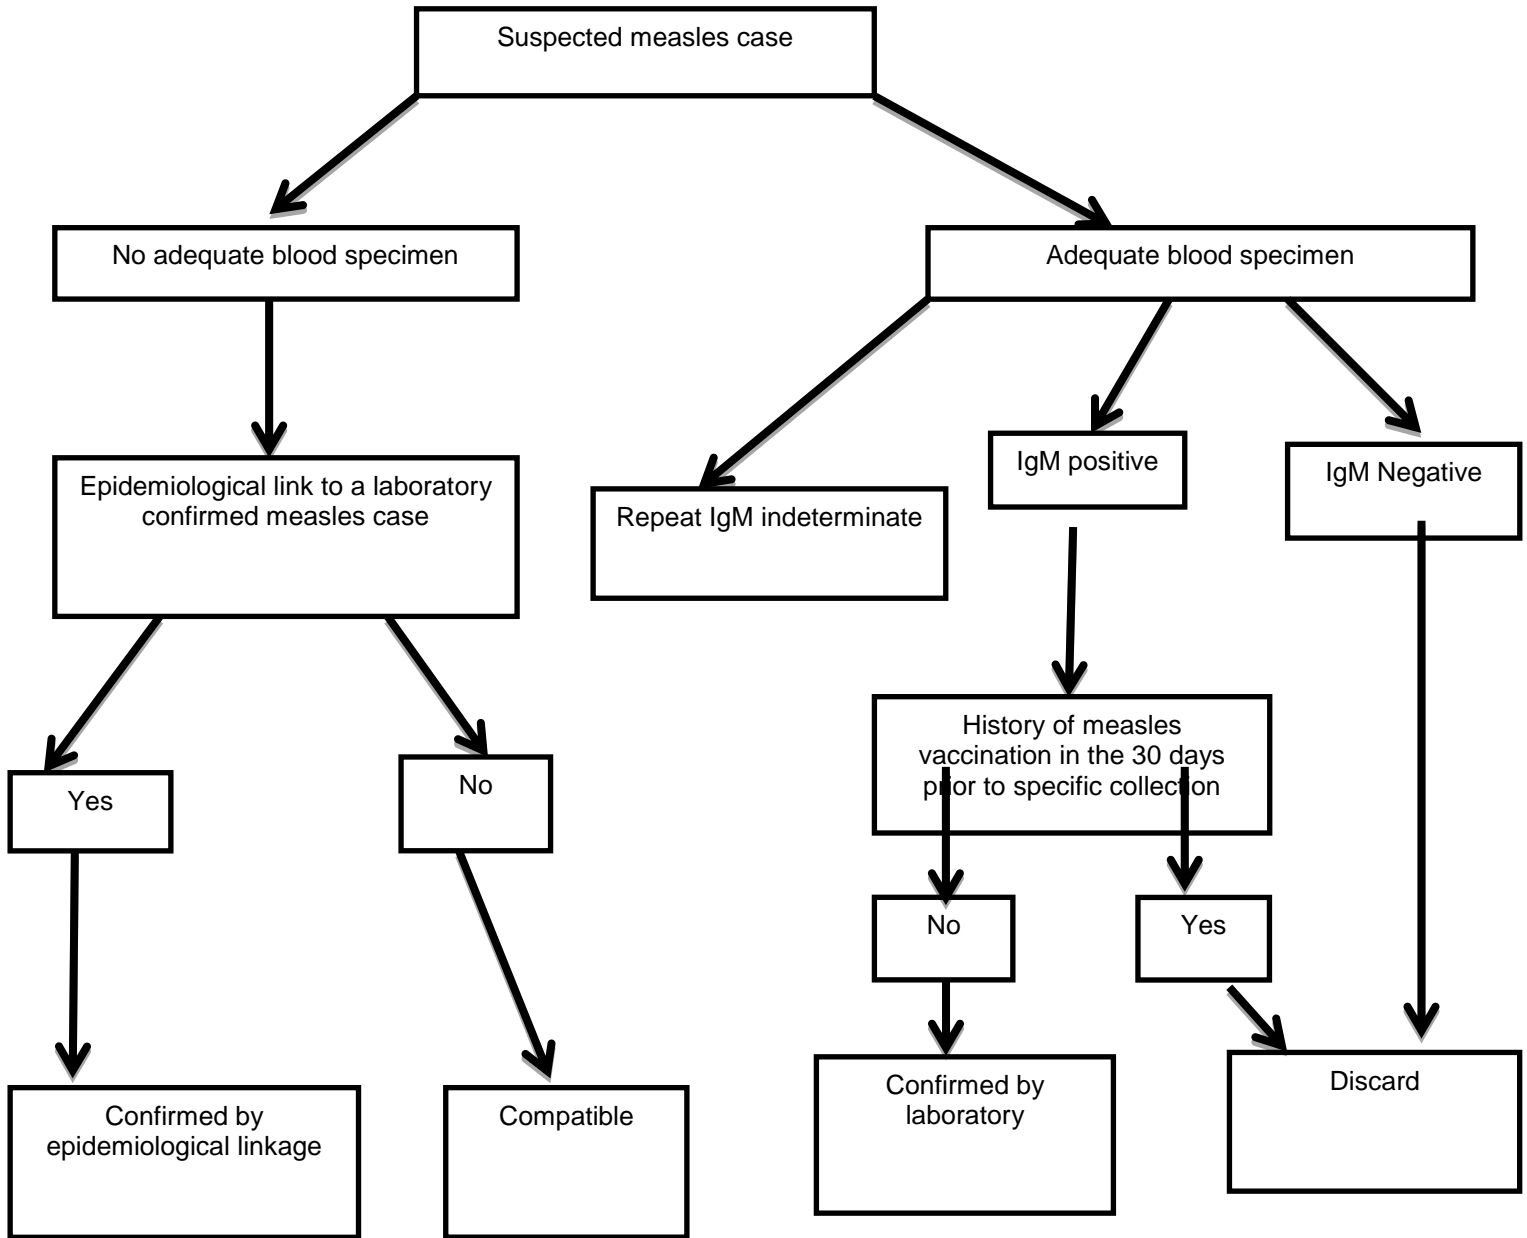 Suspected measles case
No adequate blood specimen
Adequate blood specimen
Epidemiological link to a laboratory
confirmed measles case
Repeat IgM indeterminate
IgM positive
IgM Negative
History of measles
vaccination in the 30 days
prior to specific collection
Yes
No
No
Yes
Confirmed by
epidemiological linkage
Compatible
Confirmed by
laboratory
Discard